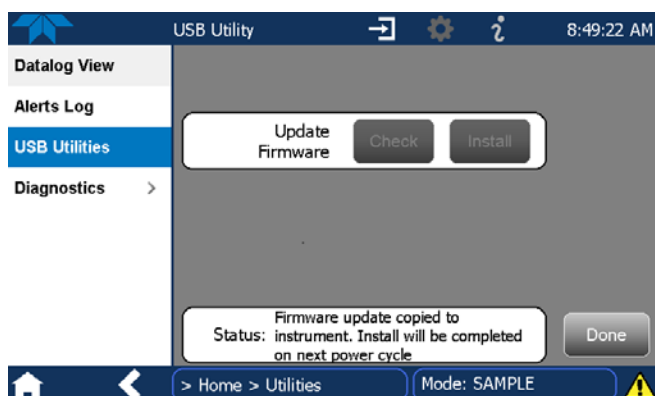 USB Utility
8:49:22 AM
Datalog View
Alerts Log
USB Utilities
Diagnostics >
Update
Firmware
Check
Install
Status: Firmware update copied to
instrument. Install will be completed
on next power cycle
Done
> Home > Utilities
Mode: SAMPLE